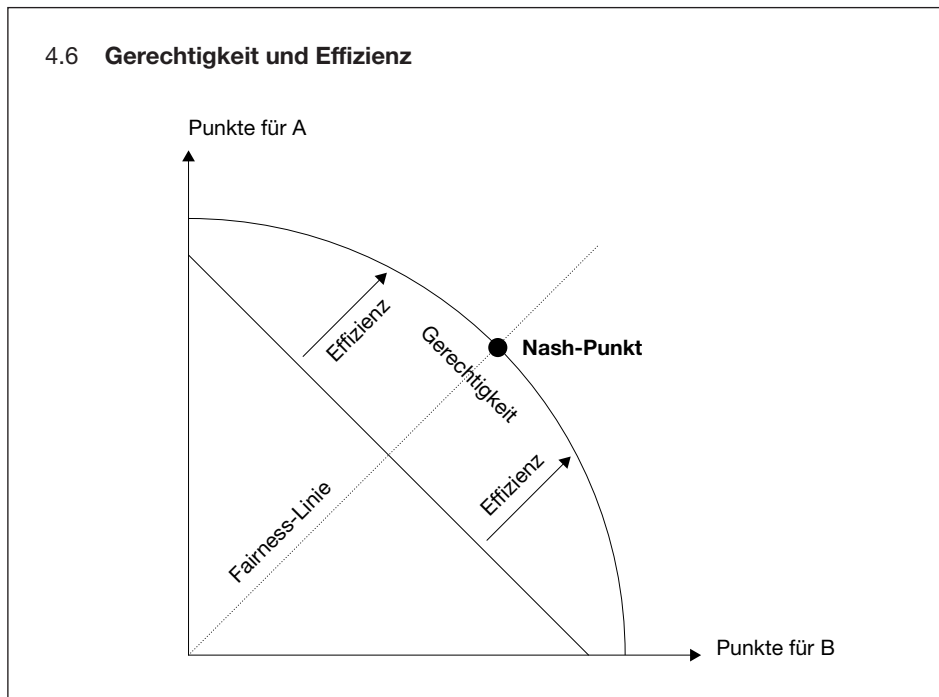 4.6 Gerechtigkeit und Effizienz
Punkte für A
Effizienz
Gerechtigkeit
Nash-Punkt
Effizienz
Fairness-Linie
Punkte für B